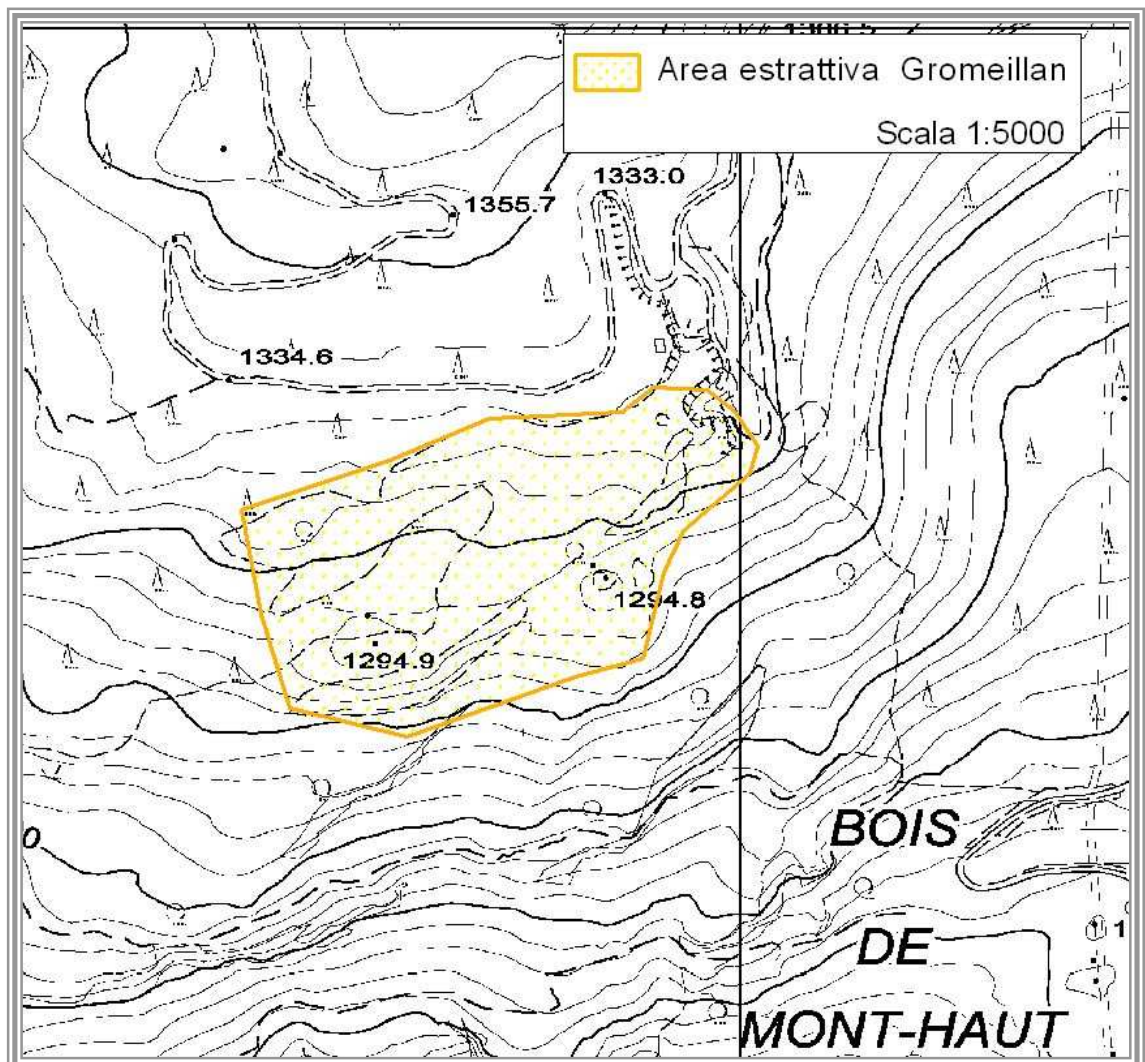 Area estrattiva Gromeillan
Scala 1:5000
1333.0
1355.7
1334.6
1294.8
1294.9
BOIS
DE
MONT-HAUT